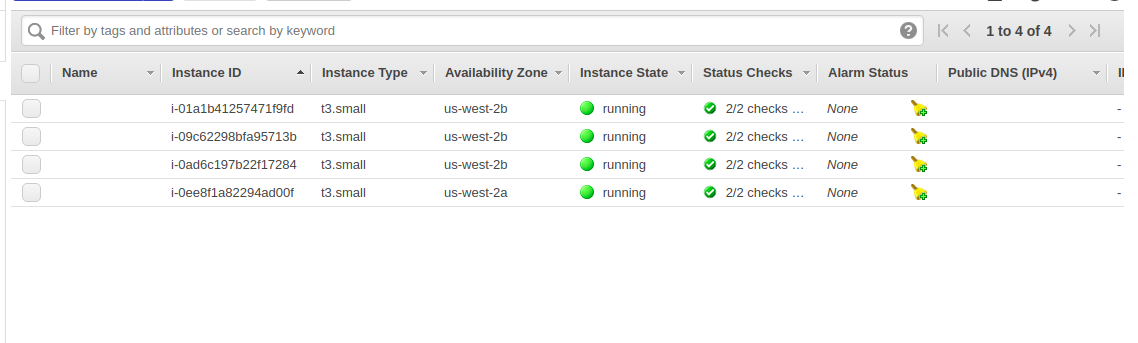 Filter by tags and attributes or search by keyword
1 to 4 of 4
Name Instance ID Instance Type Availability Zone Instance State Status Checks Alarm Status Public DNS (IPv4)
i-01a1b41257471f9fd t3.small us-west-2b running 2/2 checks … None -
i-09c62298bfa95713b t3.small us-west-2b running 2/2 checks … None -
i-0ad6c197b22f17284 t3.small us-west-2b running 2/2 checks … None -
i-0ee8f1a82294ad00f t3.small us-west-2a running 2/2 checks … None -